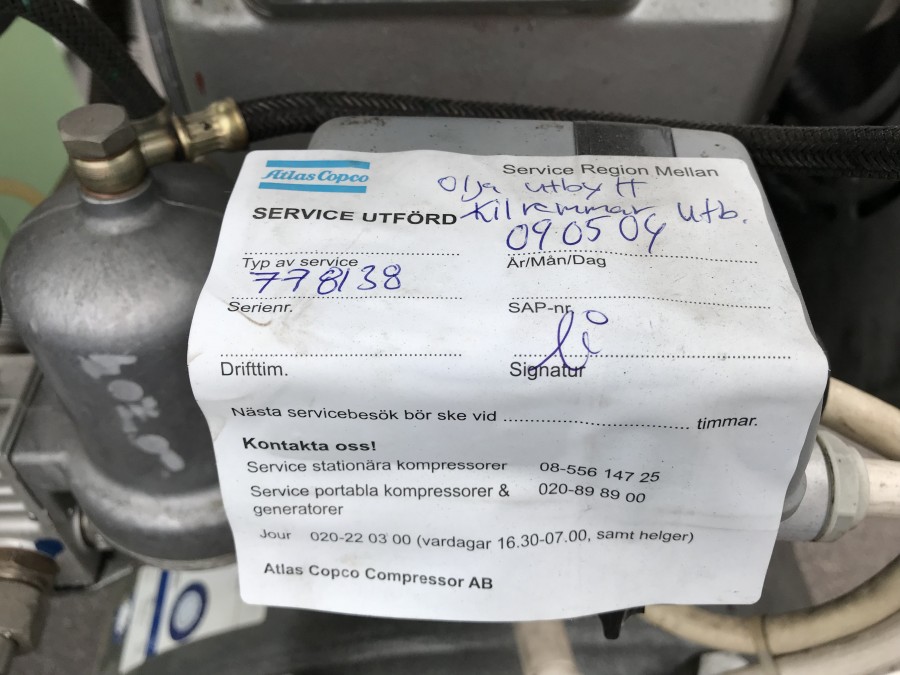 Atlas Copco
Service Region Mellan
Olja utbytt
SERVICE UTFÖRD
Kilremmar utb.
090504
Typ av service
År/Mån/Dag
778138
Serienr.
SAP-nr.
Drifttim.
Signatur
Nästa servicebesök bör ske vid .................................. timmar.
Kontakta oss!
Service stationära kompressorer 08-556 147 25
Service portabla kompressorer & 020-89 89 00
generatorer
Jour 020-22 03 00 (vardagar 16.30-07.00, samt helger)
Atlas Copco Compressor AB